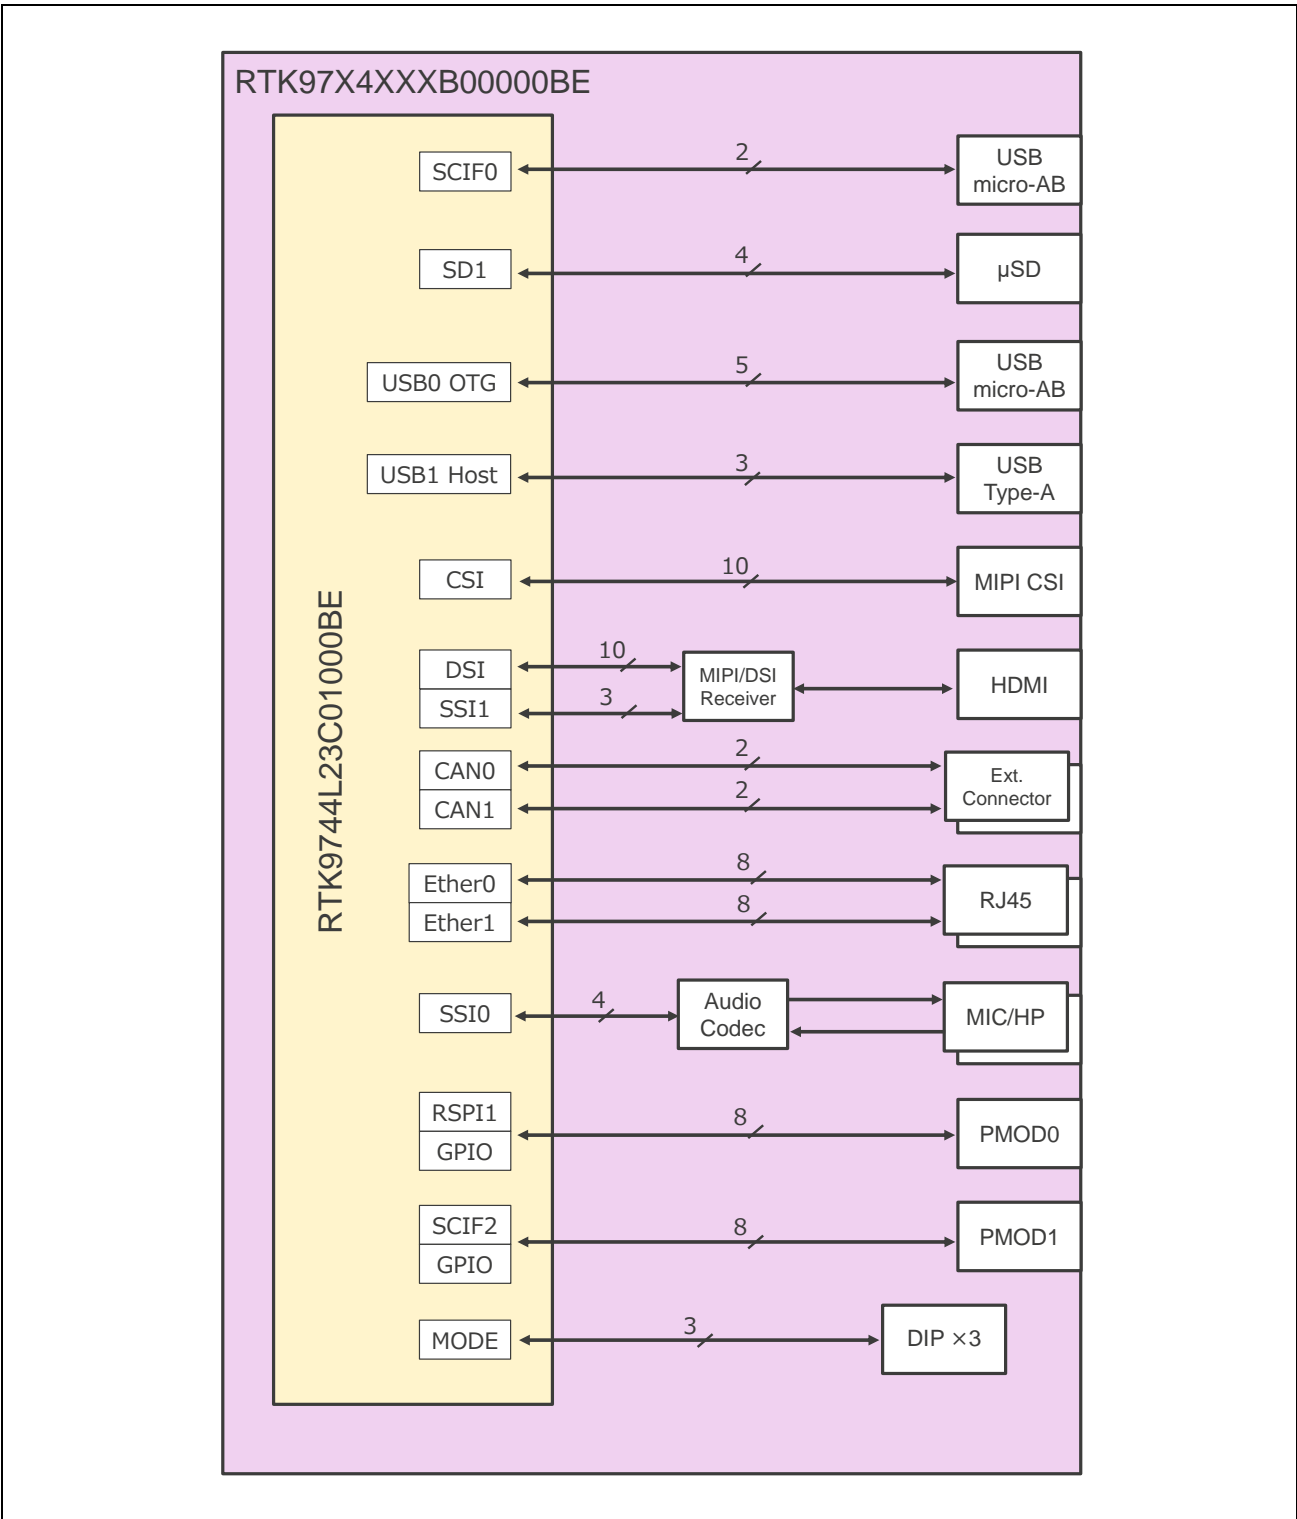 RTK97X4XXXB00000BE
SCIF0
2
USB
micro-AB
SD1
4
µSD
USB0 OTG
5
USB
micro-AB
USB1 Host
3
USB
Type-A
CSI
10
MIPI CSI
RTK9744L23C01000BE
DSI
10
SSI1
3
MIPI/DSI
Receiver
HDMI
CAN0
2
CAN1
2
Ext.
Connector
Ether0
8
Ether1
8
RJ45
SSI0
4
Audio
Codec
MIC/HP
RSPI1
GPIO
8
PMOD0
SCIF2
GPIO
8
PMOD1
MODE
3
DIP ×3